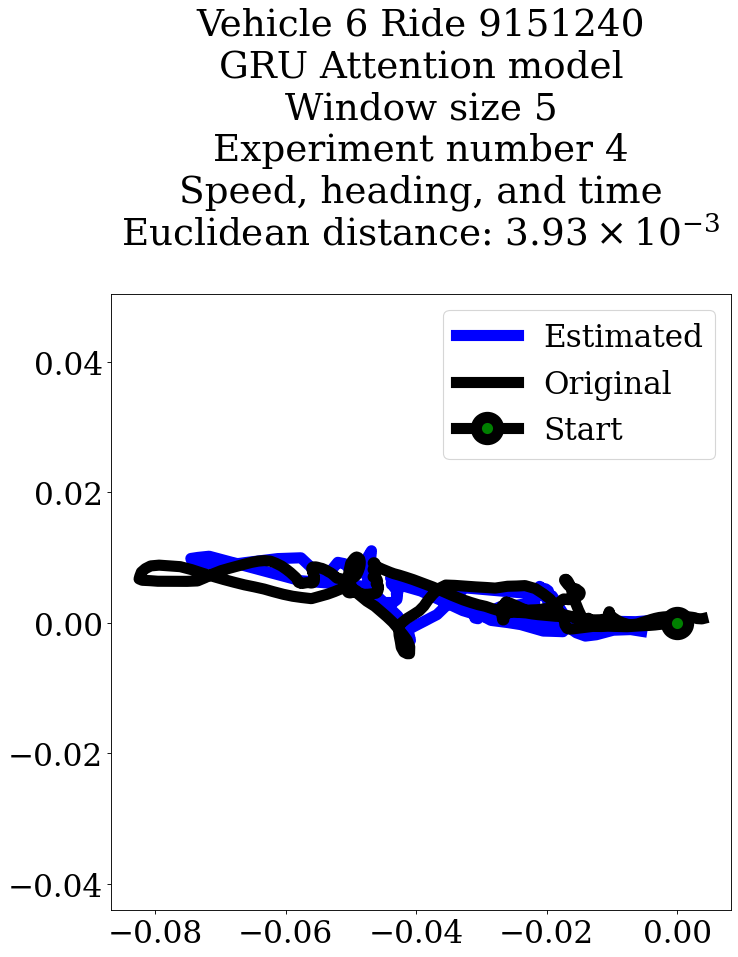 Vehicle 6 Ride 9151240
GRU Attention model
Window size 5
Experiment number 4
Speed, heading, and time
Euclidean distance: 3.93 × 10⁻³
Estimated
Original
Start
0.04
0.02
0.00
−0.02
−0.04
−0.08 −0.06 −0.04 −0.02 0.00